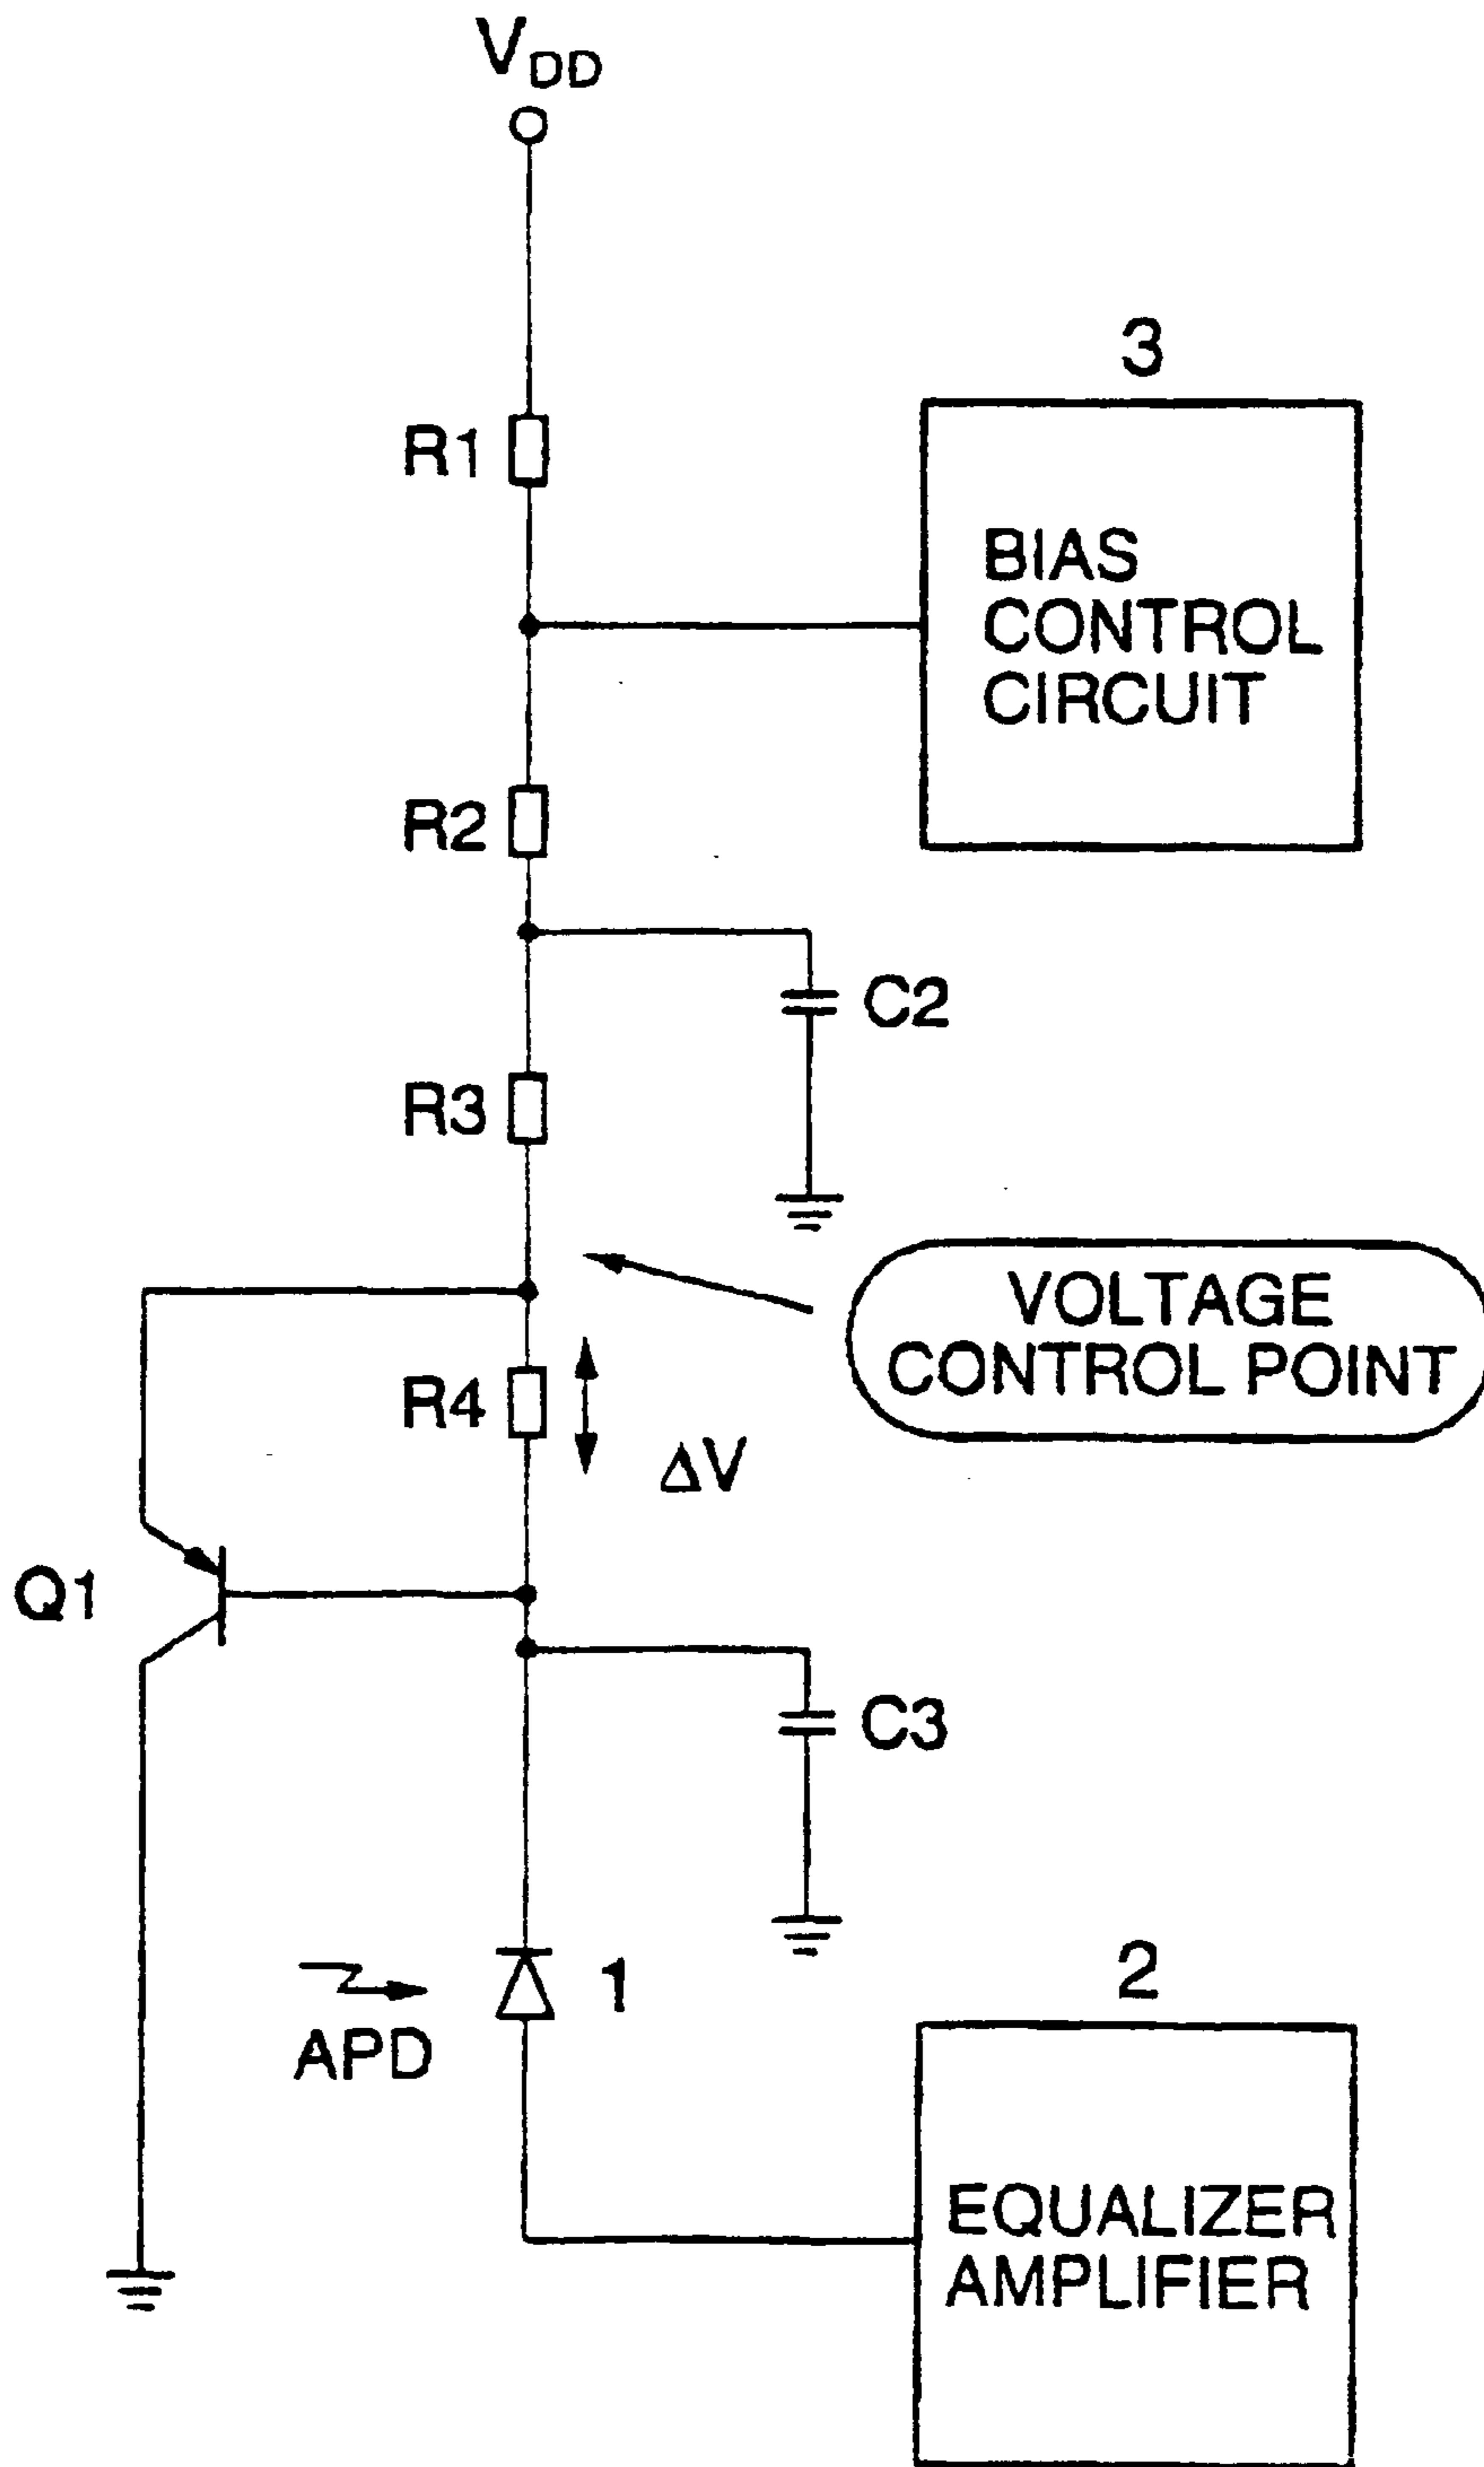 VDD
3
R1
BIAS
CONTROL
CIRCUIT
R2
C2
R3
VOLTAGE
CONTROL POINT
R4
ΔV
Q1
C3
1
2
APD
EQUALIZER
AMPLIFIER